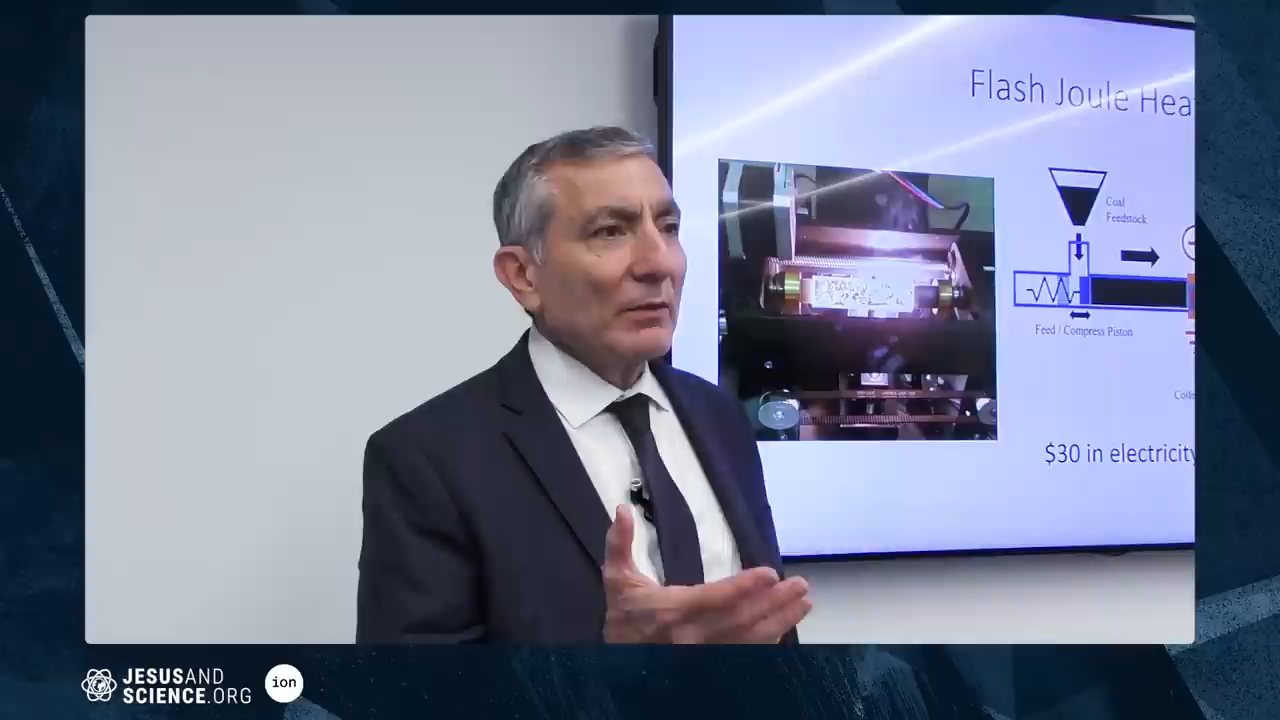 Flash Joule Hea
Coal
Feedstock
Feed / Compress Piston
$30 in electricity
JESUSAND
SCIENCE.ORG
ion